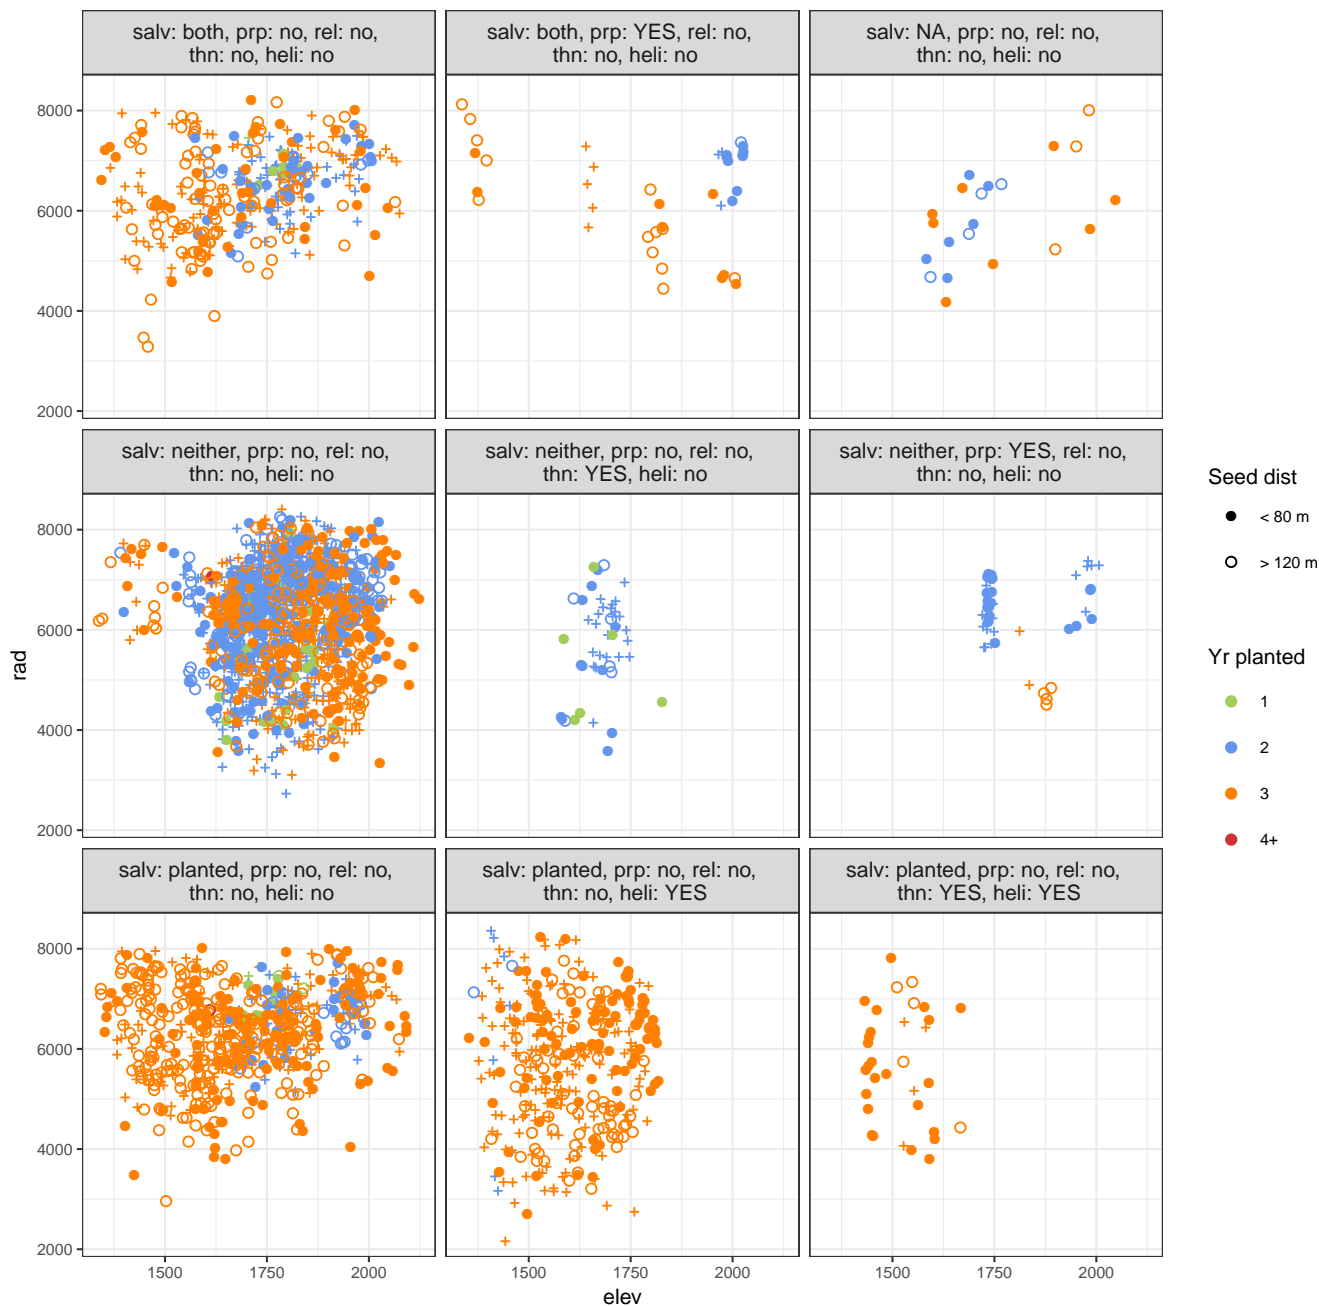 salv: both, prp: no, rel: no,
thn: no, heli: no
salv: both, prp: YES, rel: no,
thn: no, heli: no
salv: NA, prp: no, rel: no,
thn: no, heli: no
8000
6000
4000
2000
salv: neither, prp: no, rel: no,
thn: no, heli: no
salv: neither, prp: no, rel: no,
thn: YES, heli: no
salv: neither, prp: YES, rel: no,
thn: no, heli: no
8000
6000
4000
2000
rad
salv: planted, prp: no, rel: no,
thn: no, heli: no
salv: planted, prp: no, rel: no,
thn: no, heli: YES
salv: planted, prp: no, rel: no,
thn: YES, heli: YES
8000
6000
4000
2000
1500 1750 2000
1500 1750 2000
1500 1750 2000
elev
Seed dist
< 80 m
> 120 m
Yr planted
1
2
3
4+